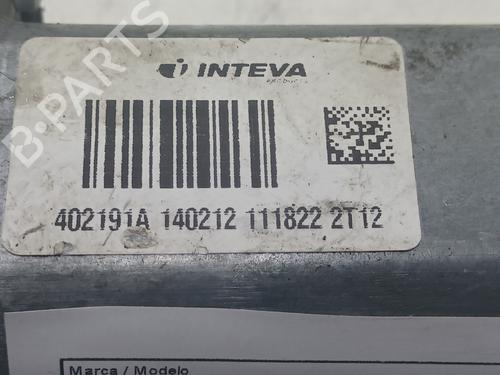 INTEVA
402191A 140212 111822 2T12
B-PARTS
Marca / Modelo